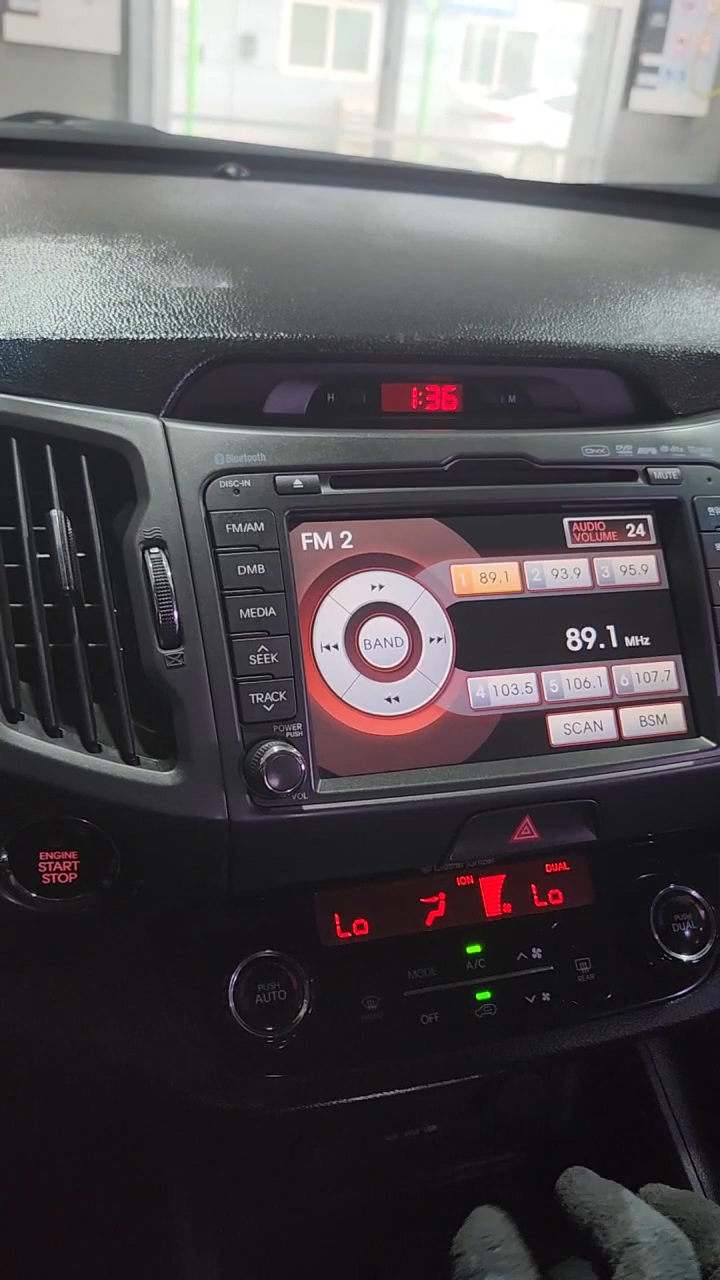 H 1:36 M
Bluetooth
DISC-IN
MUTE
FM/AM
DMB
MEDIA
SEEK
TRACK
POWER
PUSH
VOL
FM 2
AUDIO
VOLUME 24
1 89.1 2 93.9 3 95.9
BAND
89.1 MHz
4 103.5 5 106.1 6 107.7
SCAN BSM
ENGINE
START
STOP
ION DUAL
Lo Lo
PUSH
AUTO
MODE A/C
OFF
REAR
PUSH
DUAL